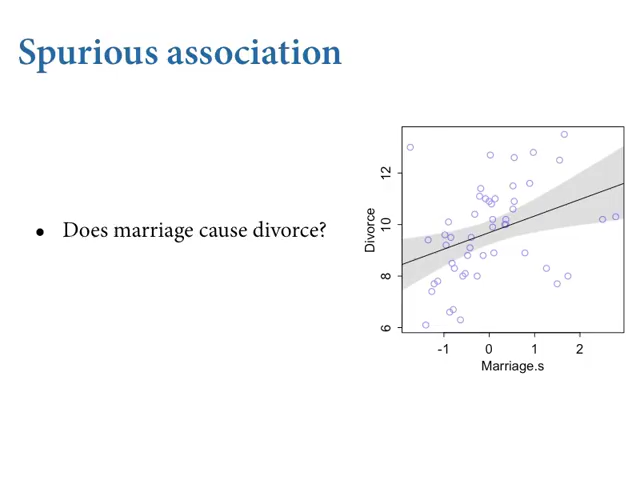 Spurious association
• Does marriage cause divorce?
Divorce
12
10
8
6
-1 0 1 2
Marriage.s